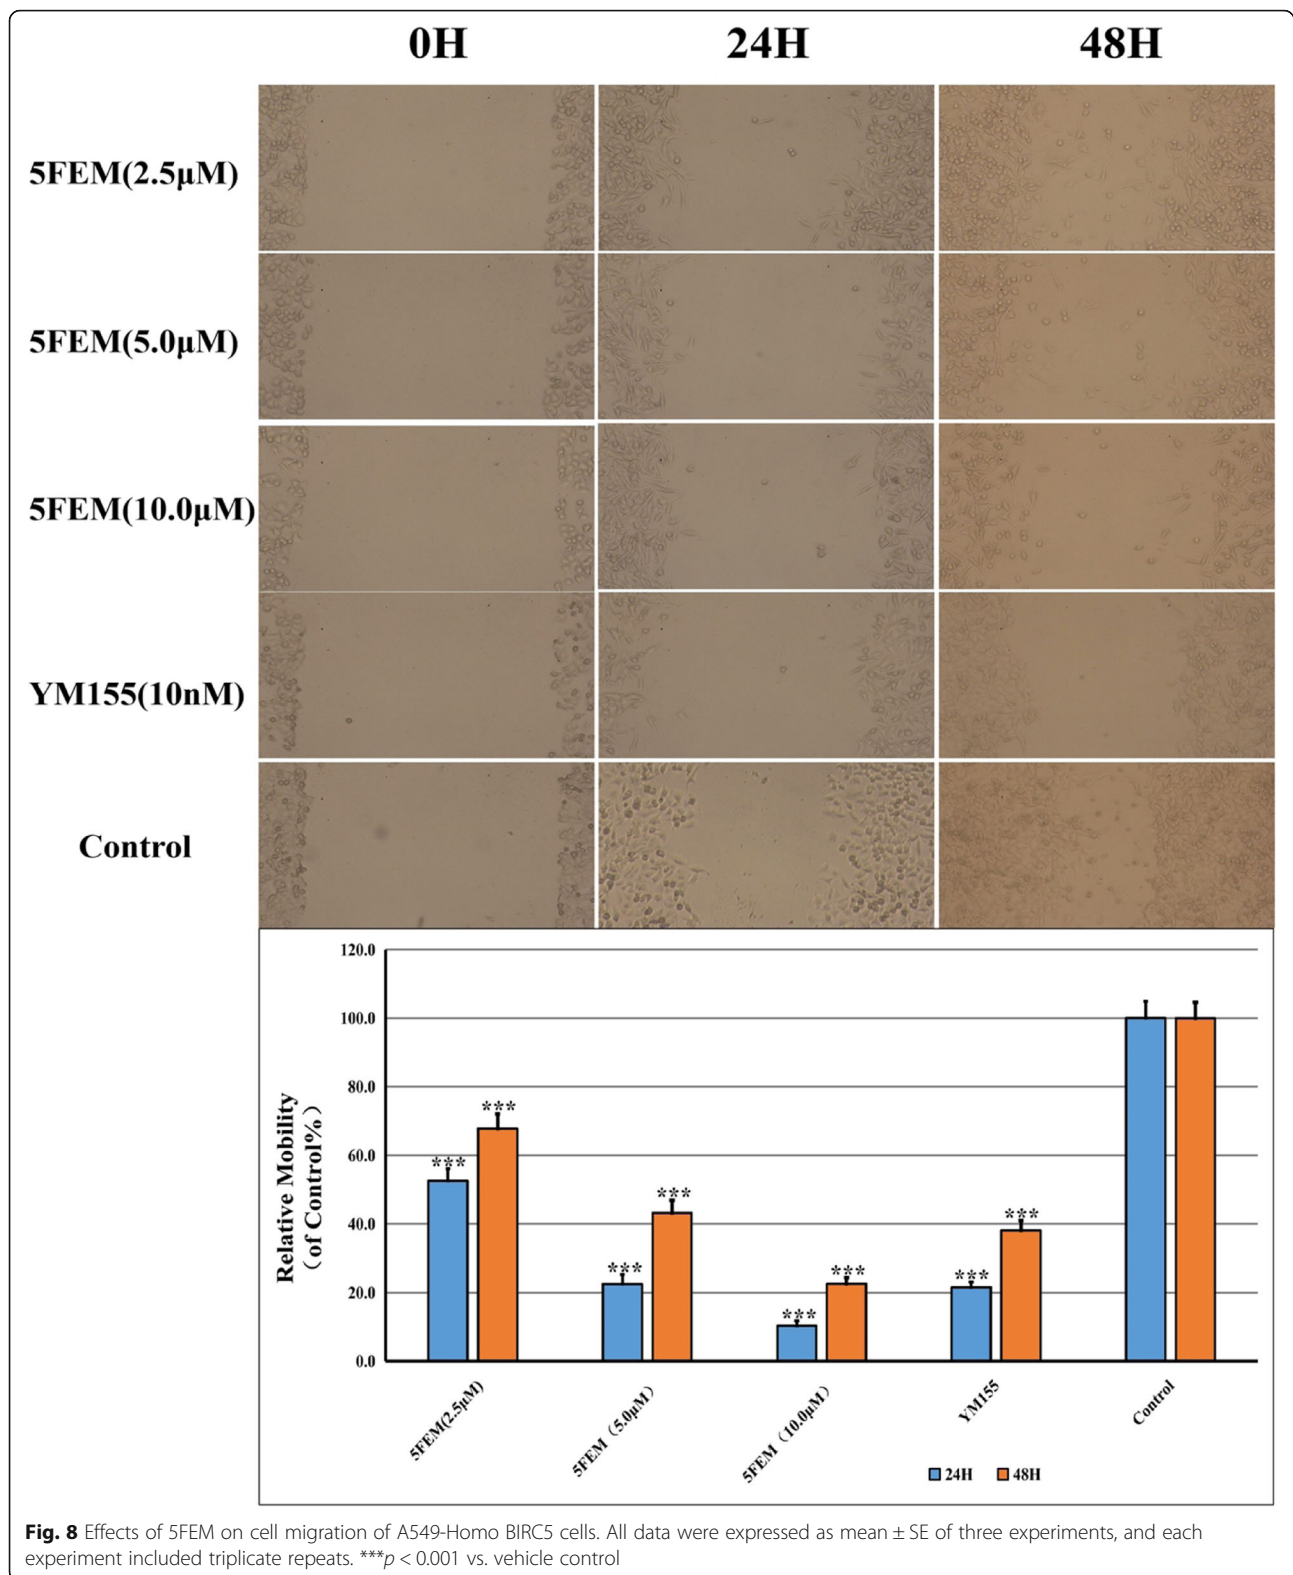 0H 24H 48H
5FEM(2.5μM)
5FEM(5.0μM)
5FEM(10.0μM)
YM155(10nM)
Control
120.0
100.0
80.0
60.0
40.0
20.0
0.0
Relative Mobility
(of Control%)
*** ***
*** ***
*** ***
*** ***
5FEM(2.5μM)
5FEM (5.0μM)
5FEM (10.0μM)
YM155
Control
24H 48H
Fig. 8 Effects of 5FEM on cell migration of A549-Homo BIRC5 cells. All data were expressed as mean ± SE of three experiments, and each
experiment included triplicate repeats. ***p < 0.001 vs. vehicle control